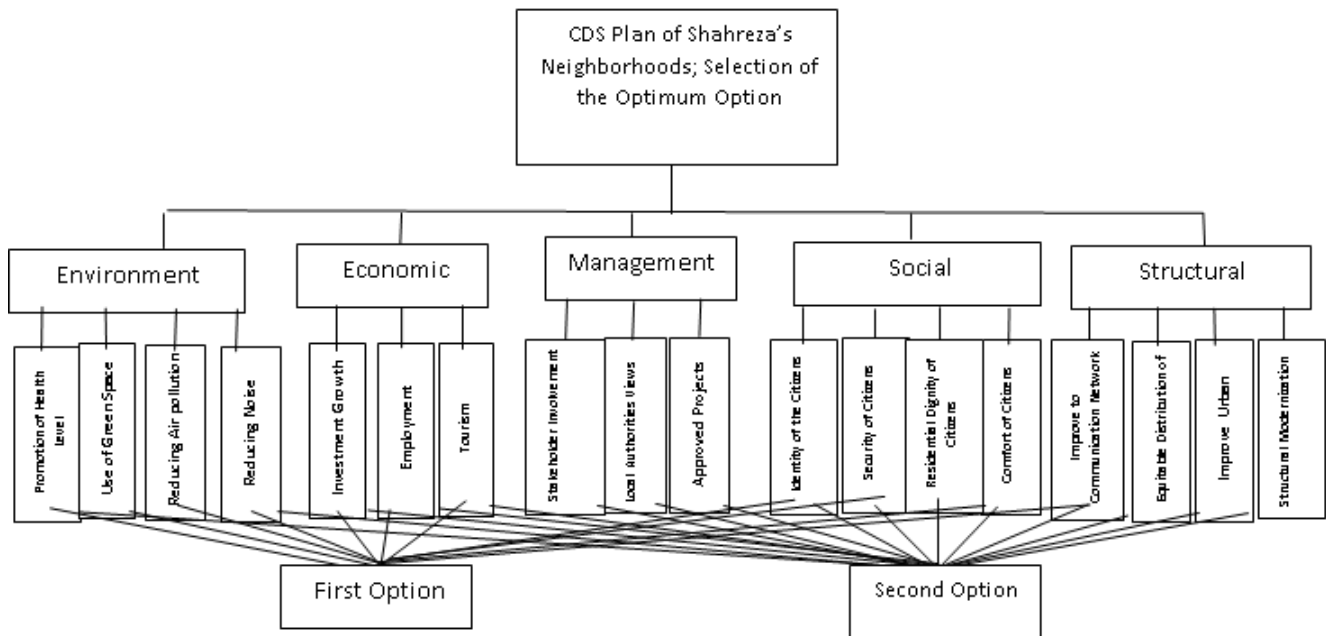 CDS Plan of Shahreza's
Neighborhoods; Selection of
the Optimum Option
Environment
Economic
Management
Social
Structural
Promotion of Health
Level
Use of Green Space
Reducing Air pollution
Reducing Noise
Investment Growth
Employment
Tourism
Stakeholder Involvement
Local Authorities Views
Approved Projects
Identity of the Citizens
Security of Citizens
Residential Dignity of
Citizens
Comfort of Citizens
Improve to
Communication Network
Equitable Distribution of
Improve Urban
Structural Modernization
First Option
Second Option